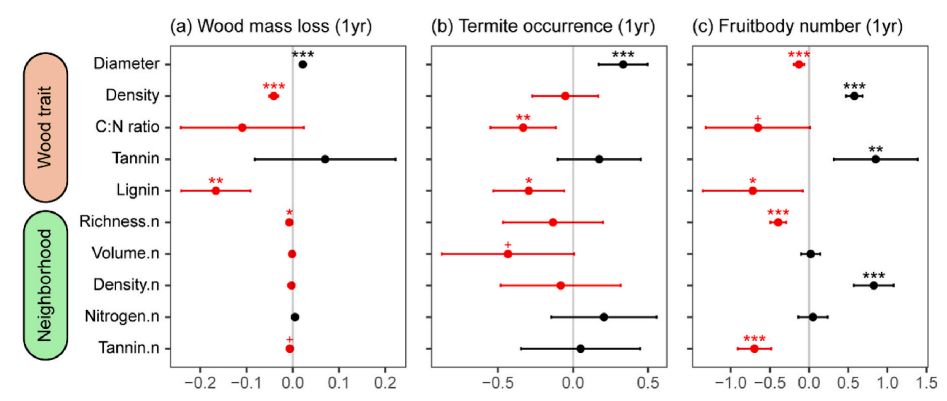 (a) Wood mass loss (1yr) (b) Termite occurrence (1yr) (c) Fruitbody number (1yr)
Wood trait
Neighborhood
Diameter *** *** ***
Density *** ***
C:N ratio ** +
Tannin **
Lignin ** * *
Richness.n * ***
Volume.n +
Density.n ***
Nitrogen.n
Tannin.n + ***
−0.2 −0.1 0.0 0.1 0.2 −0.5 0.0 0.5 −1.0 −0.5 0.0 0.5 1.0 1.5